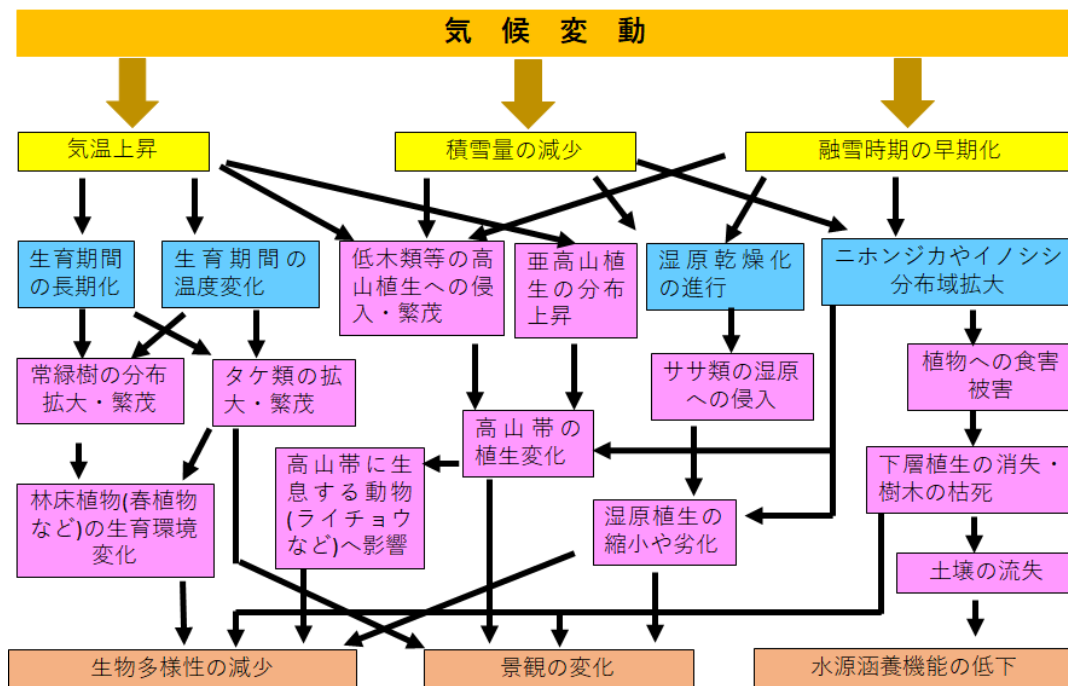 気候変動
気温上昇
積雪量の減少
融雪時期の早期化
生育期間
の長期化
生育期間の
温度変化
低木類等の高
山植生への侵
入・繁茂
亜高山植
生の分布
上昇
湿原乾燥化
の進行
ニホンジカやイノシシ
分布域拡大
常緑樹の分布
拡大・繁茂
タケ類の拡
大・繁茂
ササ類の湿原
への侵入
植物への食害
被害
高山帯の
植生変化
下層植生の消失・
樹木の枯死
林床植物(春植物
など)の生育環境
変化
高山帯に生
息する動物
(ライチョウ
など)へ影響
湿原植生の
縮小や劣化
土壌の流失
生物多様性の減少
景観の変化
水源涵養機能の低下